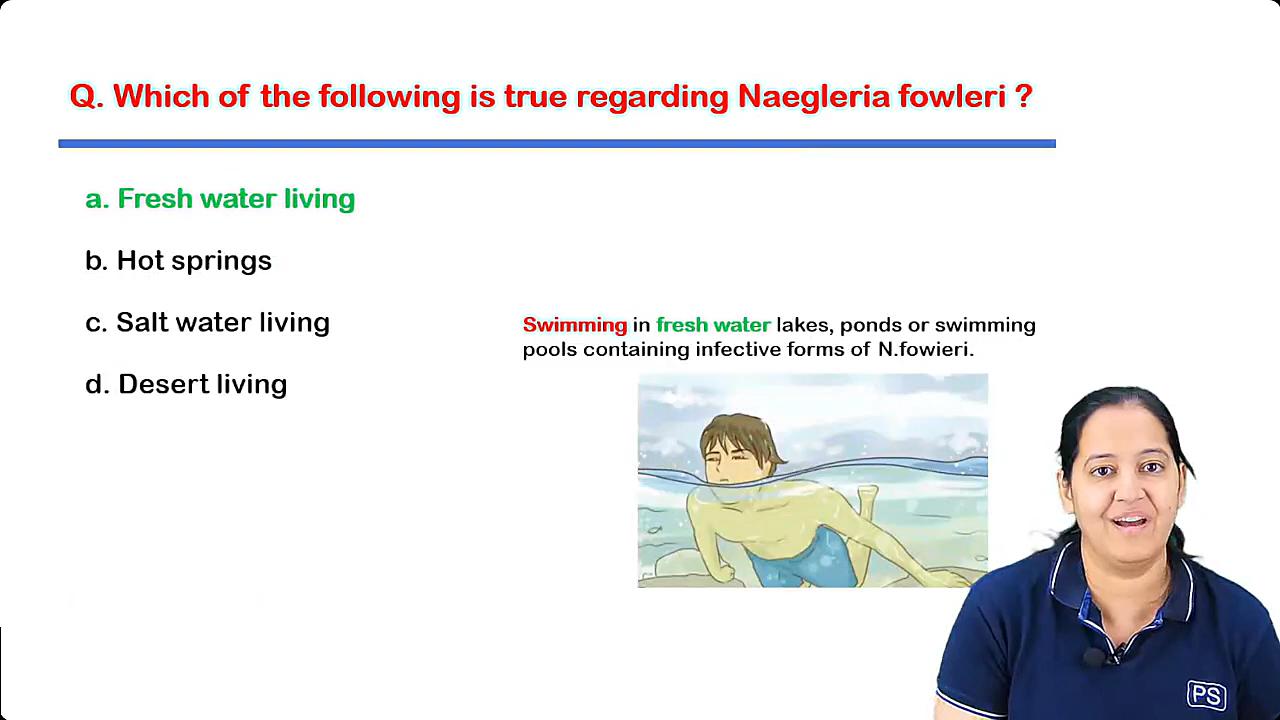 Q. Which of the following is true regarding Naegleria fowleri ?
a. Fresh water living
b. Hot springs
c. Salt water living
d. Desert living
Swimming in fresh water lakes, ponds or swimming
pools containing infective forms of N.fowieri.
PS